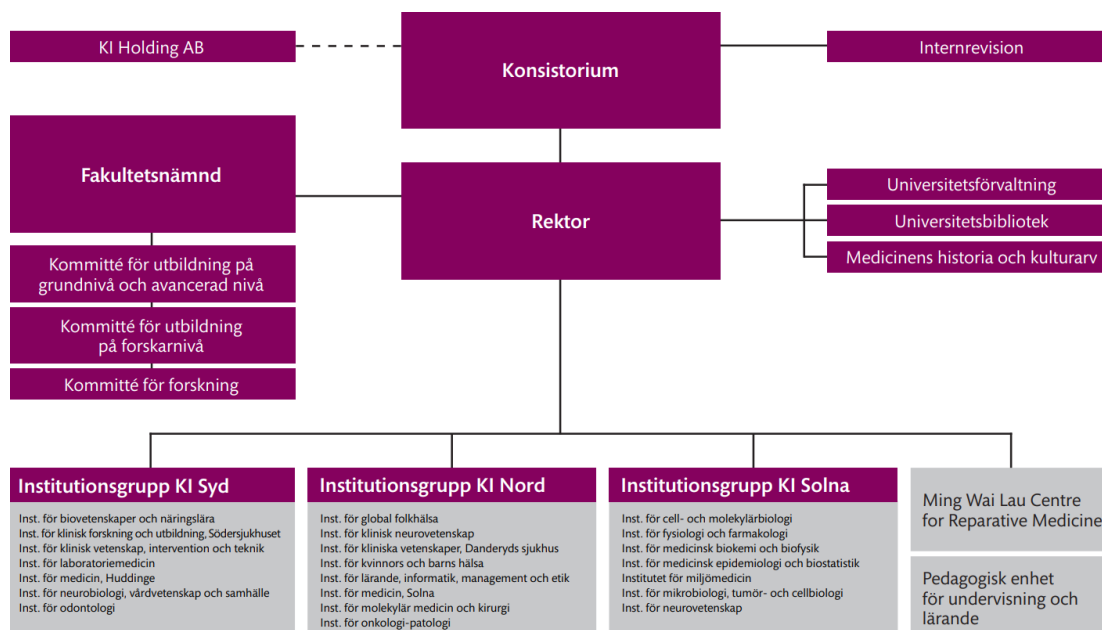 KI Holding AB
Konsistorium
Internrevision
Fakultetsnämnd
Rektor
Universitetsförvaltning
Universitetsbibliotek
Medicinens historia och kulturarv
Kommitté för utbildning på
grundnivå och avancerad nivå
Kommitté för utbildning
på forskarnivå
Kommitté för forskning
Institutionsgrupp KI Syd
Inst. för biovetenskaper och näringslära
Inst. för klinisk forskning och utbildning, Södersjukhuset
Inst. för klinisk vetenskap, intervention och teknik
Inst. för laboratoriemedicin
Inst. för medicin, Huddinge
Inst. för neurobiologi, vårdvetenskap och samhälle
Inst. för odontologi
Institutionsgrupp KI Nord
Inst. för global folkhälsa
Inst. för klinisk neurovetenskap
Inst. för kliniska vetenskaper, Danderyds sjukhus
Inst. för kvinnors och barns hälsa
Inst. för lärande, informatik, management och etik
Inst. för medicin, Solna
Inst. för molekylär medicin och kirurgi
Inst. för onkologi-patologi
Institutionsgrupp KI Solna
Inst. för cell- och molekylärbiologi
Inst. för fysiologi och farmakologi
Inst. för medicinsk biokemi och biofysik
Inst. för medicinsk epidemiologi och biostatistik
Institutet för miljömedicin
Inst. för mikrobiologi, tumör- och cellbiologi
Inst. för neurovetenskap
Ming Wai Lau Centre
for Reparative Medicine
Pedagogisk enhet
för undervisning och
lärande